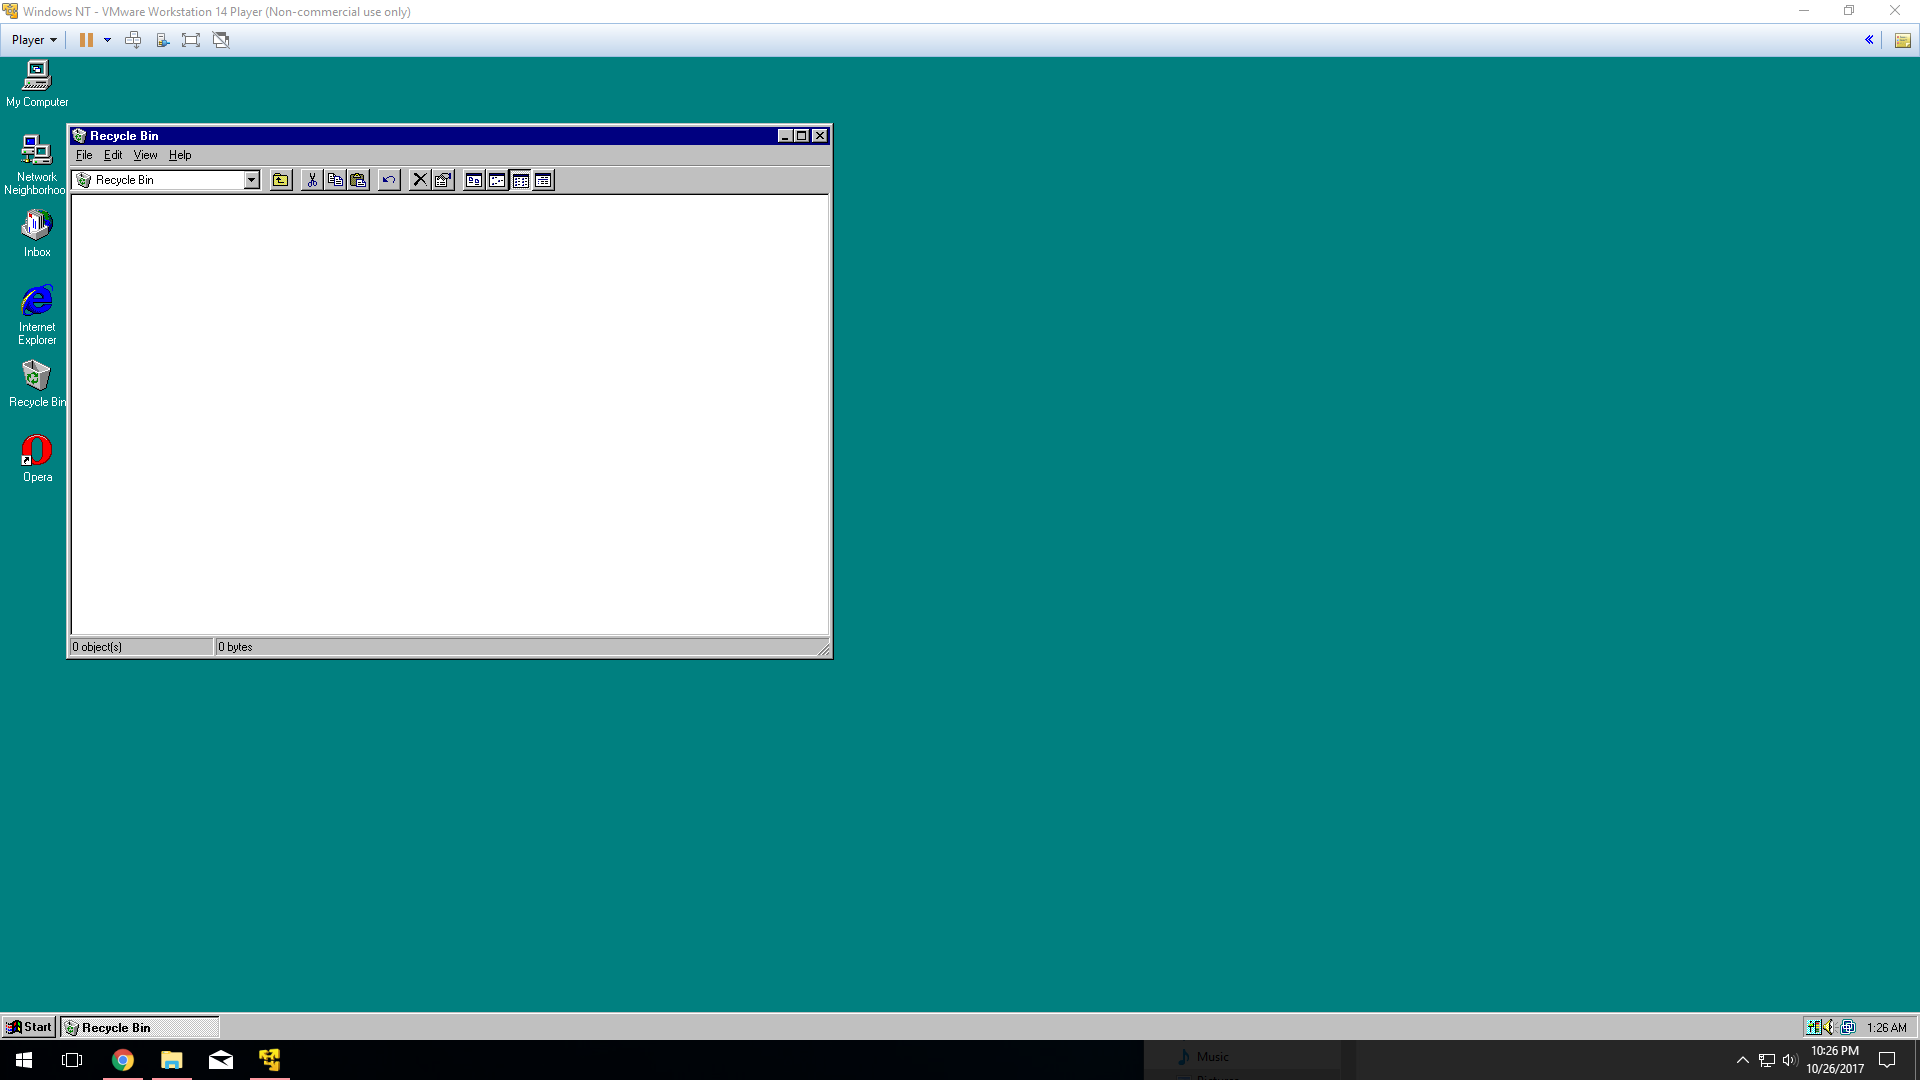 Windows NT - VMware Workstation 14 Player (Non-commercial use only)
Player
My Computer
Network
Neighborhoo
Inbox
Internet
Explorer
Recycle Bin
Opera
Recycle Bin
File Edit View Help
Recycle Bin
0 object(s) 0 bytes
Start Recycle Bin 1:26 AM
Music
10:26 PM
10/26/2017